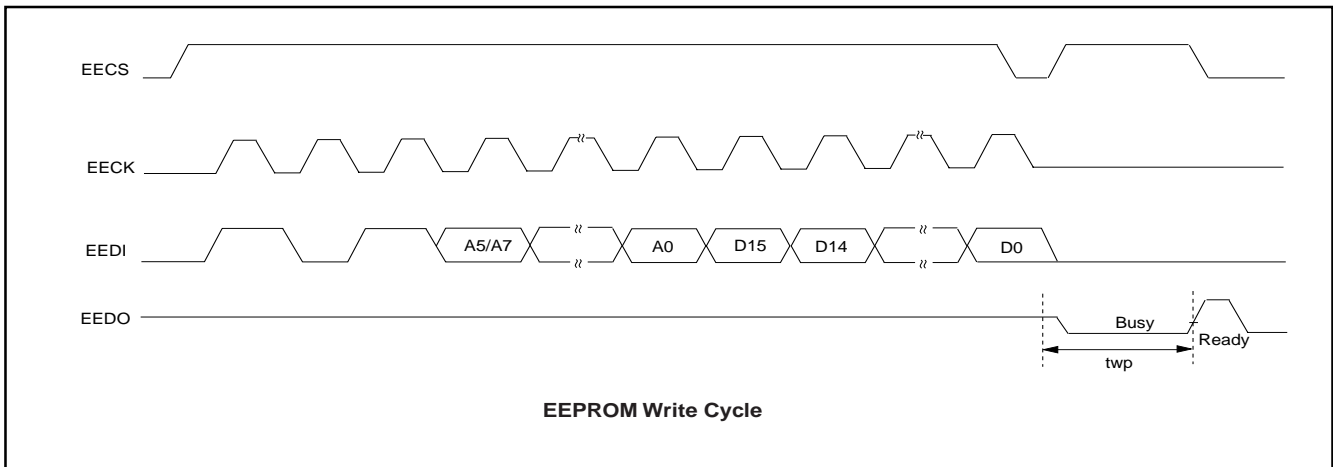 EECS
EECK
EEDI
A5/A7
A0
D15
D14
D0
EEDO
Busy
Ready
twp
EEPROM Write Cycle